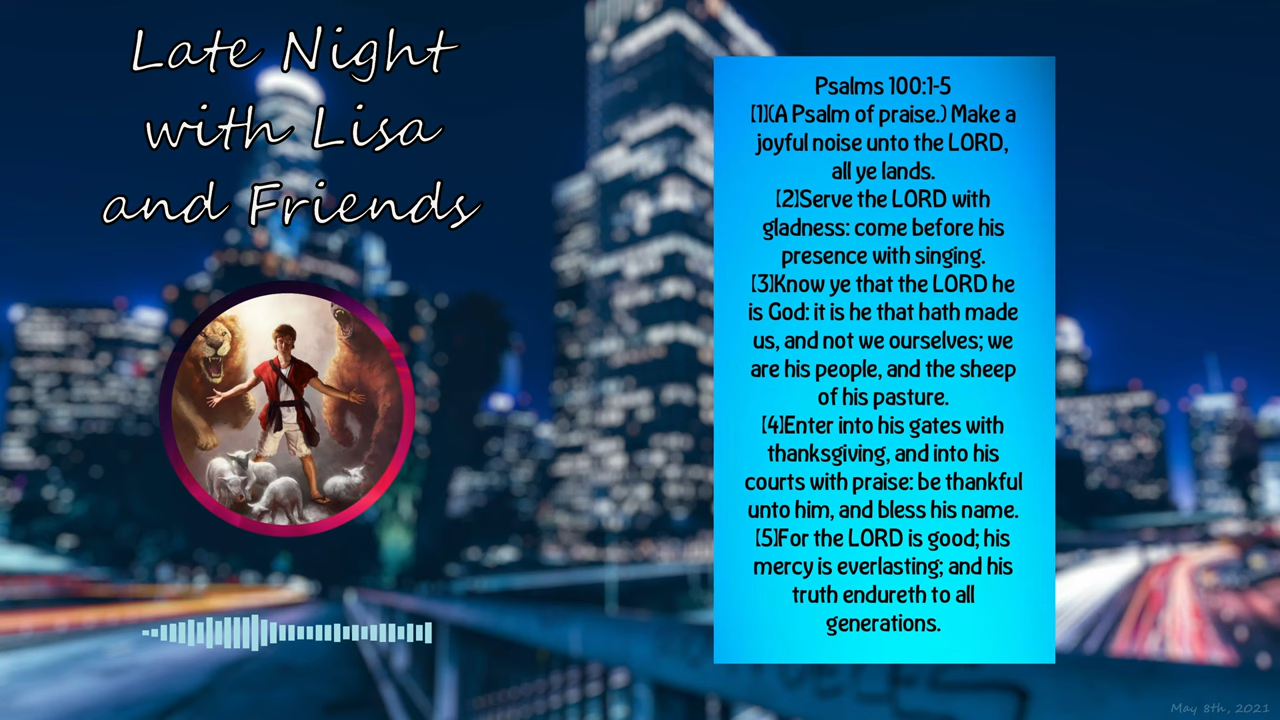 Late Night
with Lisa
and Friends
Psalms 100:1-5
[1](A Psalm of praise.) Make a
joyful noise unto the LORD,
all ye lands.
[2]Serve the LORD with
gladness: come before his
presence with singing.
[3]Know ye that the LORD he
is God: it is he that hath made
us, and not we ourselves; we
are his people, and the sheep
of his pasture.
[4]Enter into his gates with
thanksgiving, and into his
courts with praise: be thankful
unto him, and bless his name.
[5]For the LORD is good; his
mercy is everlasting; and his
truth endureth to all
generations.
May 8th, 2021